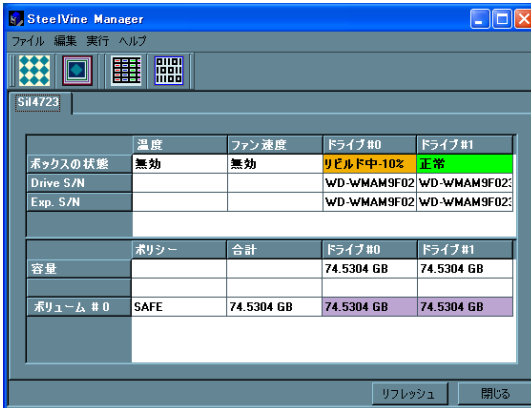 SteelVine Manager
ファイル 編集 実行 ヘルプ
SiI4723
温度 ファン速度 ドライブ#0 ドライブ#1
ボックスの状態 無効 無効 リビルド中-10% 正常
Drive S/N WD-WMAM9F02 WD-WMAM9F023
Exp. S/N WD-WMAM9F02 WD-WMAM9F023
ポリシー 合計 ドライブ#0 ドライブ#1
容量 74.5304 GB 74.5304 GB
ボリューム #0 SAFE 74.5304 GB 74.5304 GB 74.5304 GB
リフレッシュ 閉じる